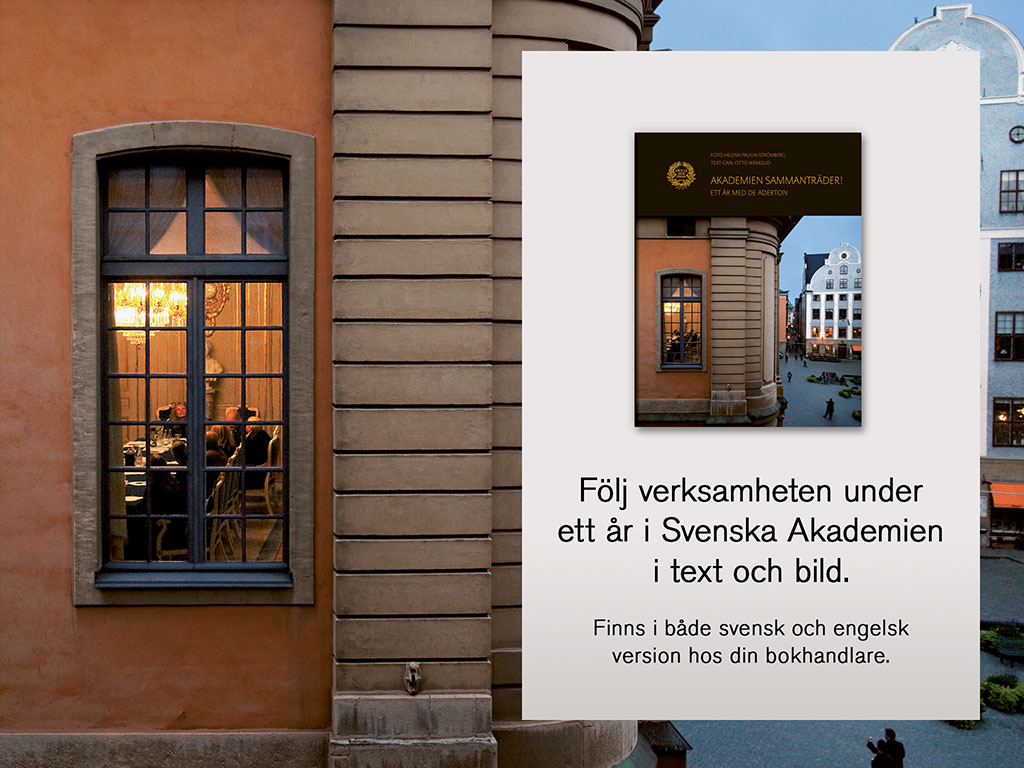 FOTO HELENA PAULIN-STRÖMBERG
TEXT CARL OTTO WERKELID
AKADEMIEN SAMMANTRÄDER!
ETT ÅR MED DE ADERTON
Följ verksamheten under
ett år i Svenska Akademien
i text och bild.
Finns i både svensk och engelsk
version hos din bokhandlare.